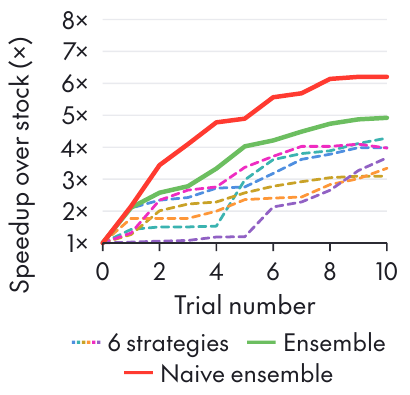 Speedup over stock (×)
8×
7×
6×
5×
4×
3×
2×
1×
0 2 4 6 8 10
Trial number
6 strategies Ensemble
Naive ensemble